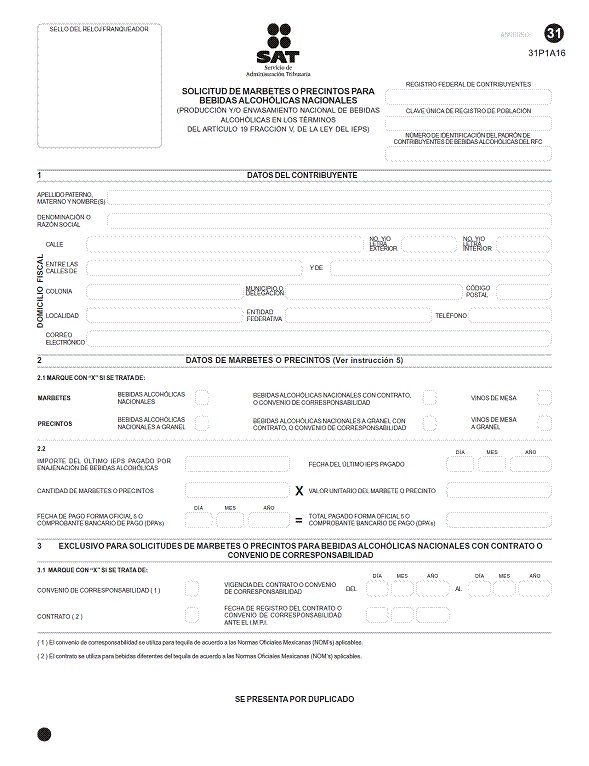 SELLO DEL RELOJ FRANQUEADOR
31
31P1A16
SAT
Servicio de
Administración Tributaria
SOLICITUD DE MARBETES O PRECINTOS PARA
BEBIDAS ALCOHÓLICAS NACIONALES
(PRODUCCIÓN Y/O ENVASAMIENTO NACIONAL DE BEBIDAS
ALCOHÓLICAS EN LOS TÉRMINOS
DEL ARTÍCULO 19 FRACCIÓN V, DE LA LEY DEL IEPS)
REGISTRO FEDERAL DE CONTRIBUYENTES
CLAVE ÚNICA DE REGISTRO DE POBLACIÓN
NÚMERO DE IDENTIFICACIÓN DEL PADRÓN DE
CONTRIBUYENTES DE BEBIDAS ALCOHÓLICAS DEL RFC
1 DATOS DEL CONTRIBUYENTE
APELLIDO PATERNO,
MATERNO Y NOMBRE(S)
DENOMINACIÓN O
RAZÓN SOCIAL
DOMICILIO FISCAL
CALLE
NO. Y/O
LETRA
EXTERIOR
NO. Y/O
LETRA
INTERIOR
ENTRE LAS
CALLES DE
Y DE
COLONIA
MUNICIPIO O
DELEGACIÓN
CÓDIGO
POSTAL
LOCALIDAD
ENTIDAD
FEDERATIVA
TELÉFONO
CORREO
ELECTRÓNICO
2 DATOS DE MARBETES O PRECINTOS (Ver instrucción 5)
2.1 MARQUE CON "X" SI SE TRATA DE:
MARBETES
BEBIDAS ALCOHÓLICAS
NACIONALES
BEBIDAS ALCOHÓLICAS NACIONALES CON CONTRATO,
O CONVENIO DE CORRESPONSABILIDAD
VINOS DE MESA
PRECINTOS
BEBIDAS ALCOHÓLICAS
NACIONALES A GRANEL
BEBIDAS ALCOHÓLICAS NACIONALES A GRANEL CON
CONTRATO, O CONVENIO DE CORRESPONSABILIDAD
VINOS DE MESA
A GRANEL
2.2
DÍA MES AÑO
IMPORTE DEL ÚLTIMO IEPS PAGADO POR
ENAJENACIÓN DE BEBIDAS ALCOHÓLICAS
FECHA DEL ÚLTIMO IEPS PAGADO
CANTIDAD DE MARBETES O PRECINTOS
X
VALOR UNITARIO DEL MARBETE O PRECINTO
DÍA MES AÑO
FECHA DE PAGO FORMA OFICIAL 5 O
COMPROBANTE BANCARIO DE PAGO (DPA's)
=
TOTAL PAGADO FORMA OFICIAL 5 O
COMPROBANTE BANCARIO DE PAGO (DPA's)
3 EXCLUSIVO PARA SOLICITUDES DE MARBETES O PRECINTOS PARA BEBIDAS ALCOHÓLICAS NACIONALES CON CONTRATO O
CONVENIO DE CORRESPONSABILIDAD
3.1 MARQUE CON "X" SI SE TRATA DE:
DÍA MES AÑO DÍA MES AÑO
CONVENIO DE CORRESPONSABILIDAD ( 1 )
VIGENCIA DEL CONTRATO O CONVENIO
DE CORRESPONSABILIDAD
DEL
AL
CONTRATO ( 2 )
FECHA DE REGISTRO DEL CONTRATO O
CONVENIO DE CORRESPONSABILIDAD
ANTE EL I.M.P.I.
( 1 ) El convenio de corresponsabilidad se utiliza para tequila de acuerdo a las Normas Oficiales Mexicanas (NOM's) aplicables.
( 2 ) El contrato se utiliza para bebidas diferentes del tequila de acuerdo a las Normas Oficiales Mexicanas (NOM's) aplicables.
SE PRESENTA POR DUPLICADO